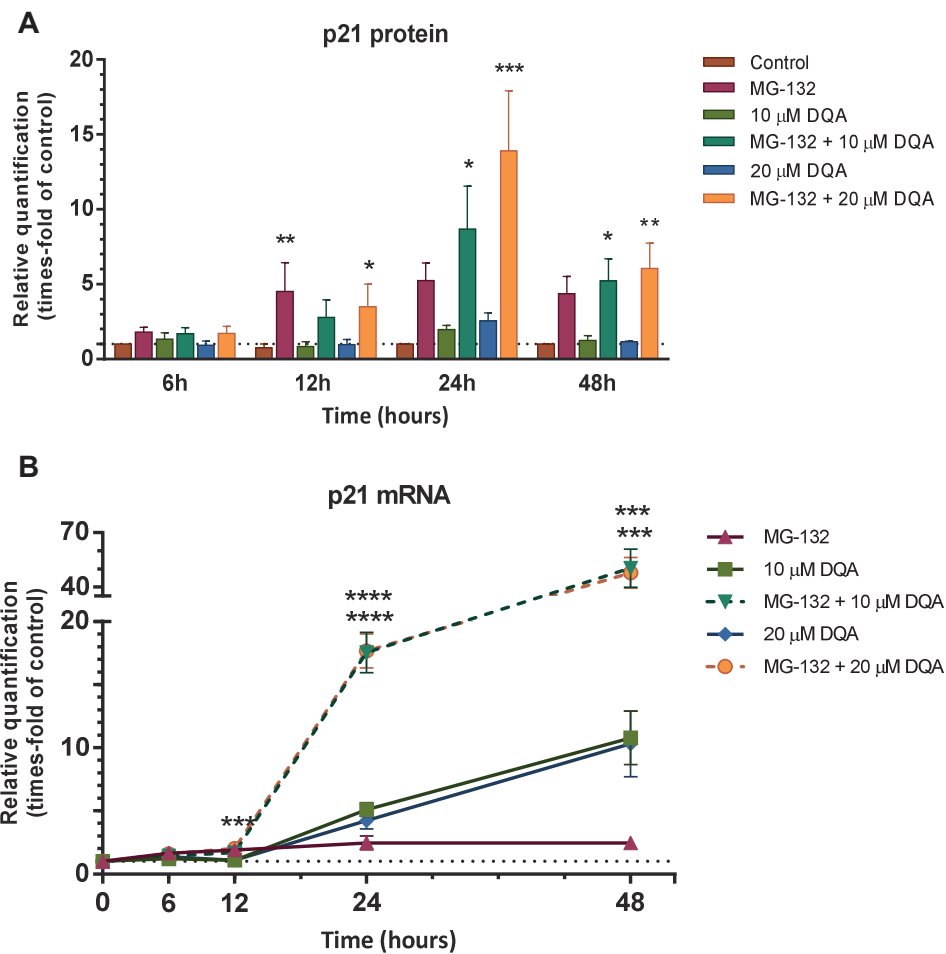 A
p21 protein
Relative quantification
(times-fold of control)
20
15
10
5
0
**
*
*
***
*
**
6h
12h
24h
48h
Time (hours)
Control
MG-132
10 µM DQA
MG-132 + 10 µM DQA
20 µM DQA
MG-132 + 20 µM DQA
B
p21 mRNA
Relative quantification
(times-fold of control)
70
40
20
10
0
***
****
****
***
***
0
6
12
24
48
Time (hours)
MG-132
10 µM DQA
MG-132 + 10 µM DQA
20 µM DQA
MG-132 + 20 µM DQA